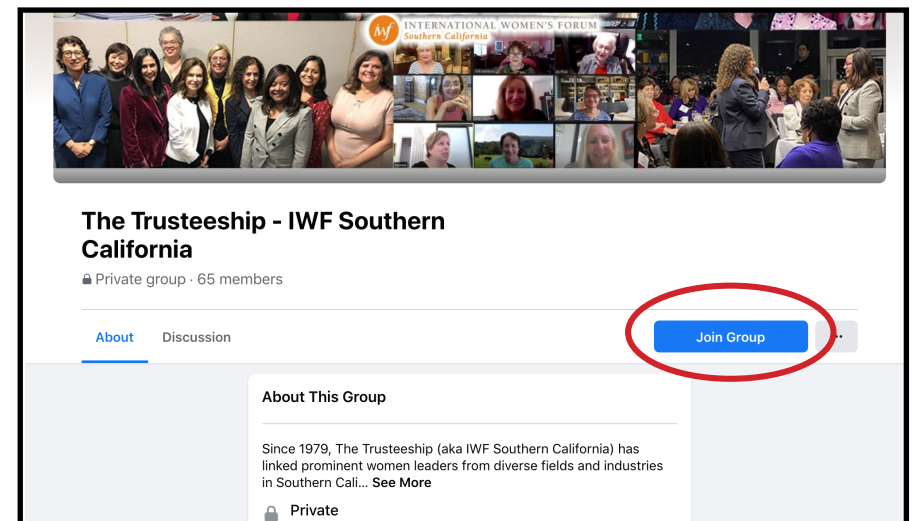 iwf INTERNATIONAL WOMEN'S FORUM
Southern California
The Trusteeship - IWF Southern
California
Private group · 65 members
About Discussion Join Group ...
About This Group
Since 1979, The Trusteeship (aka IWF Southern California) has
linked prominent women leaders from diverse fields and industries
in Southern Cali... See More
Private